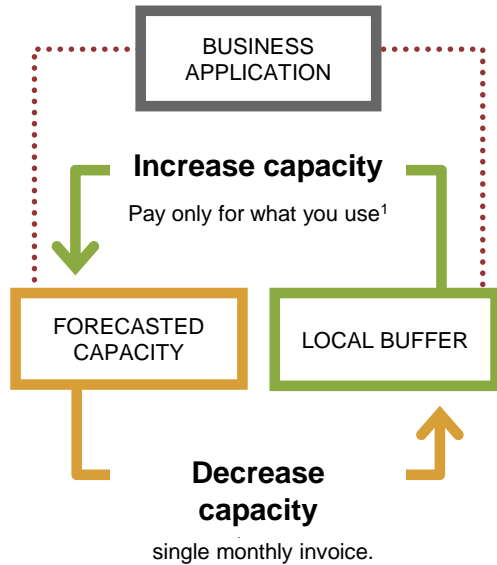 BUSINESS
APPLICATION
Increase capacity
Pay only for what you use¹
FORECASTED
CAPACITY
LOCAL BUFFER
Decrease
capacity
single monthly invoice.